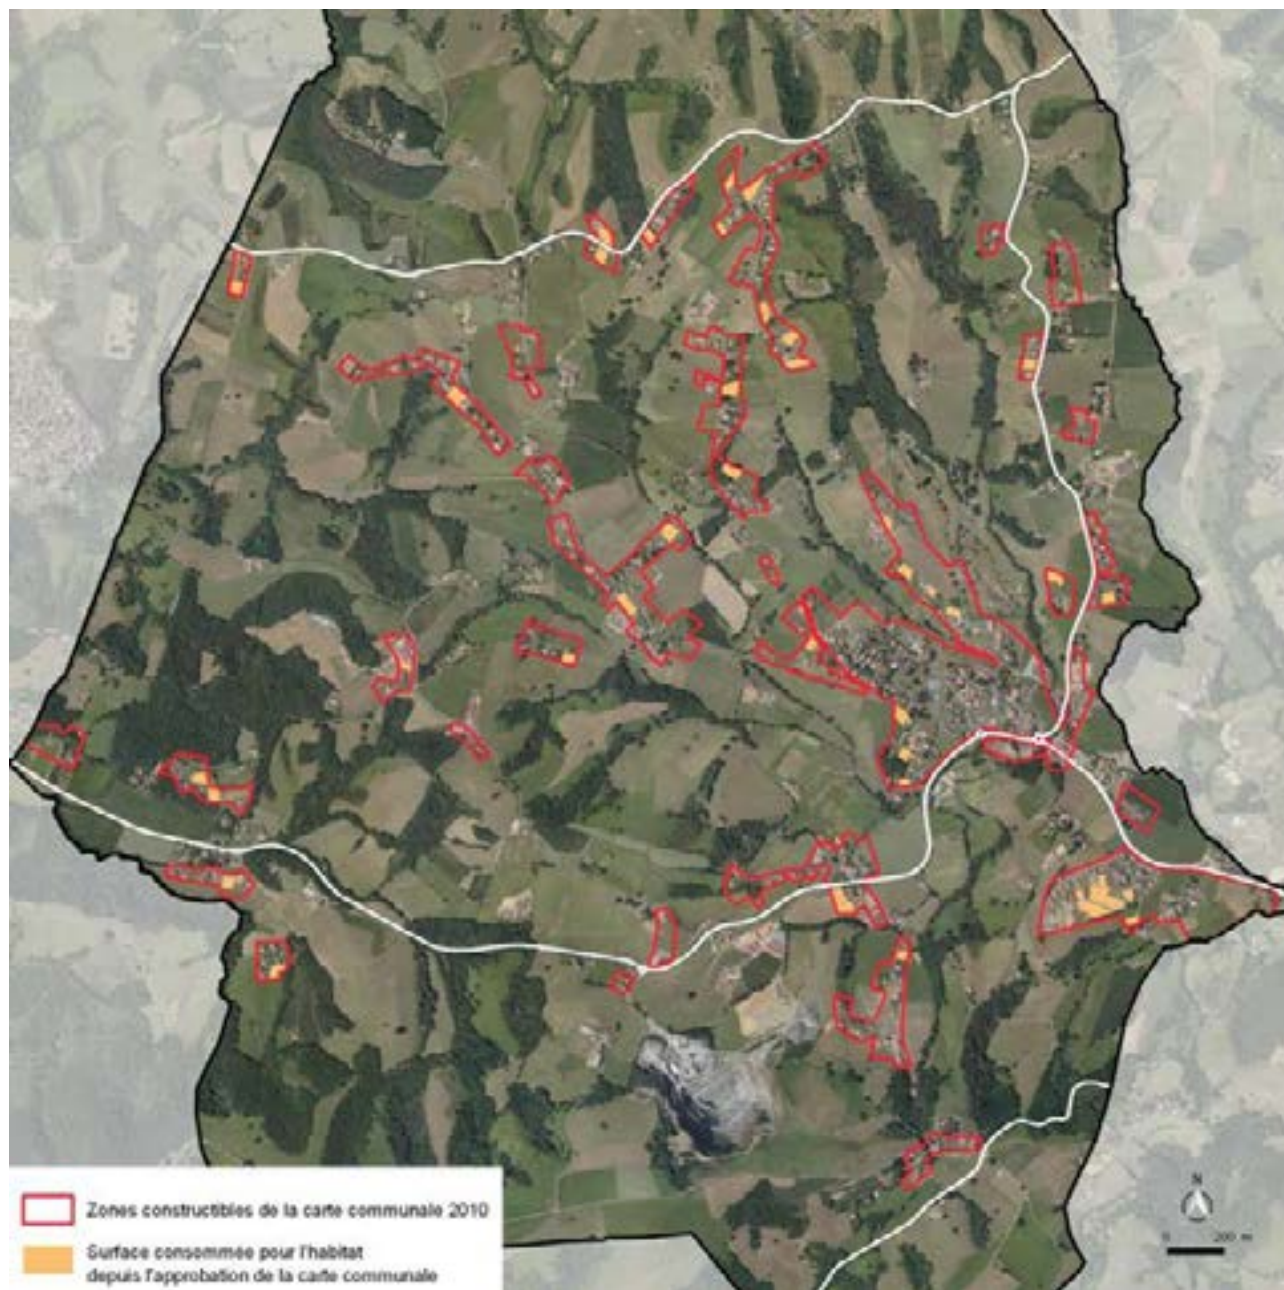 N
0 200 m
Zones constructibles de la carte communale 2010
Surface consommée pour l'habitat
depuis l'approbation de la carte communale